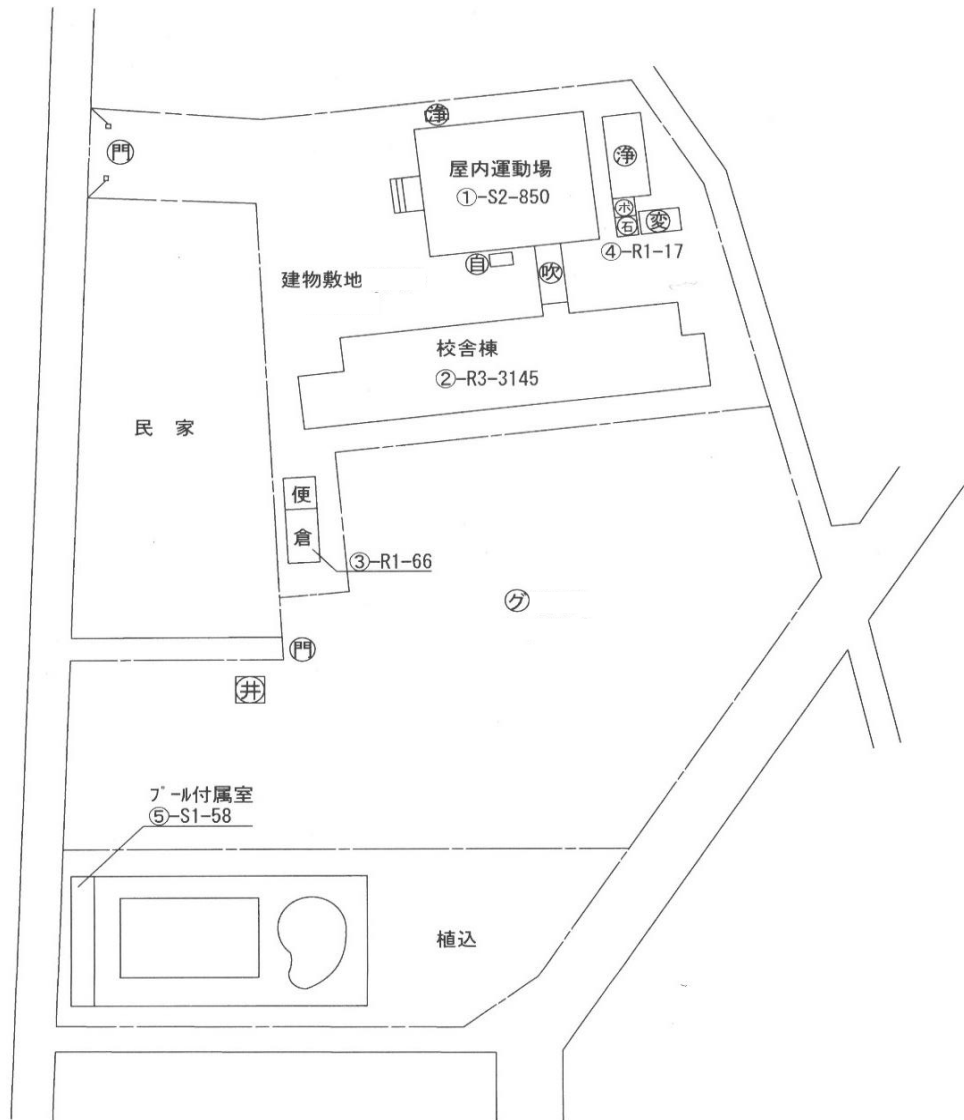 浄
門
屋内運動場
①-S2-850
浄
ホ
石
変
④-R1-17
自
吹
建物敷地
校舎棟
②-R3-3145
民 家
便
倉
③-R1-66
グ
門
井
プール付属室
⑤-S1-58
植込